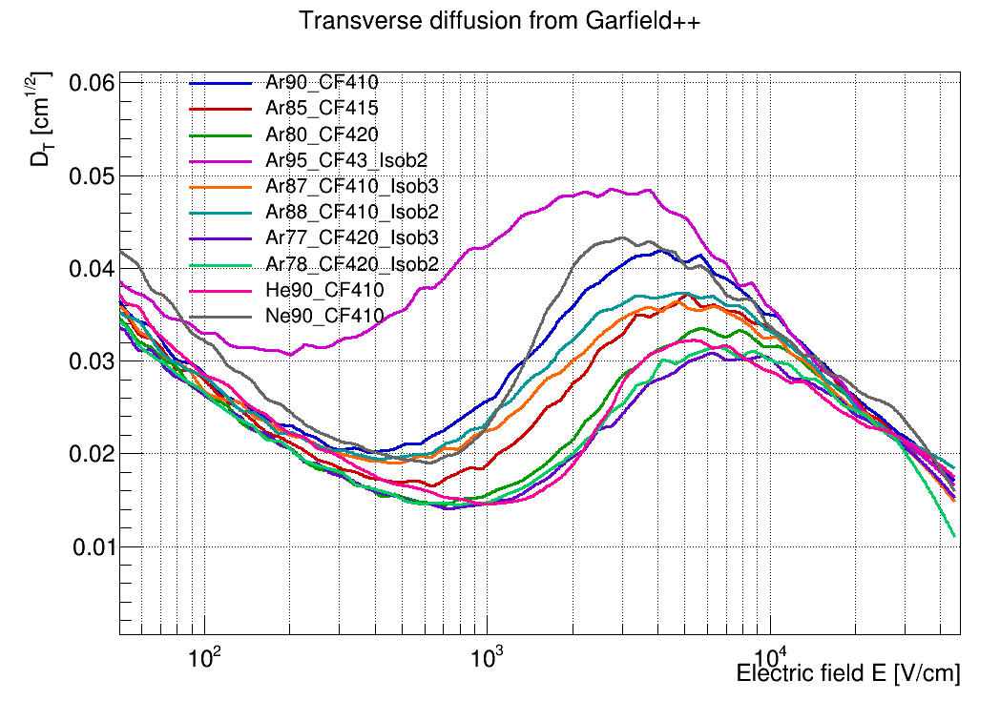 Transverse diffusion from Garfield++
D_T [cm^1/2]
0.06
0.05
0.04
0.03
0.02
0.01
Ar90_CF410
Ar85_CF415
Ar80_CF420
Ar95_CF43_Isob2
Ar87_CF410_Isob3
Ar88_CF410_Isob2
Ar77_CF420_Isob3
Ar78_CF420_Isob2
He90_CF410
Ne90_CF410
10^2 10^3 10^4
Electric field E [V/cm]